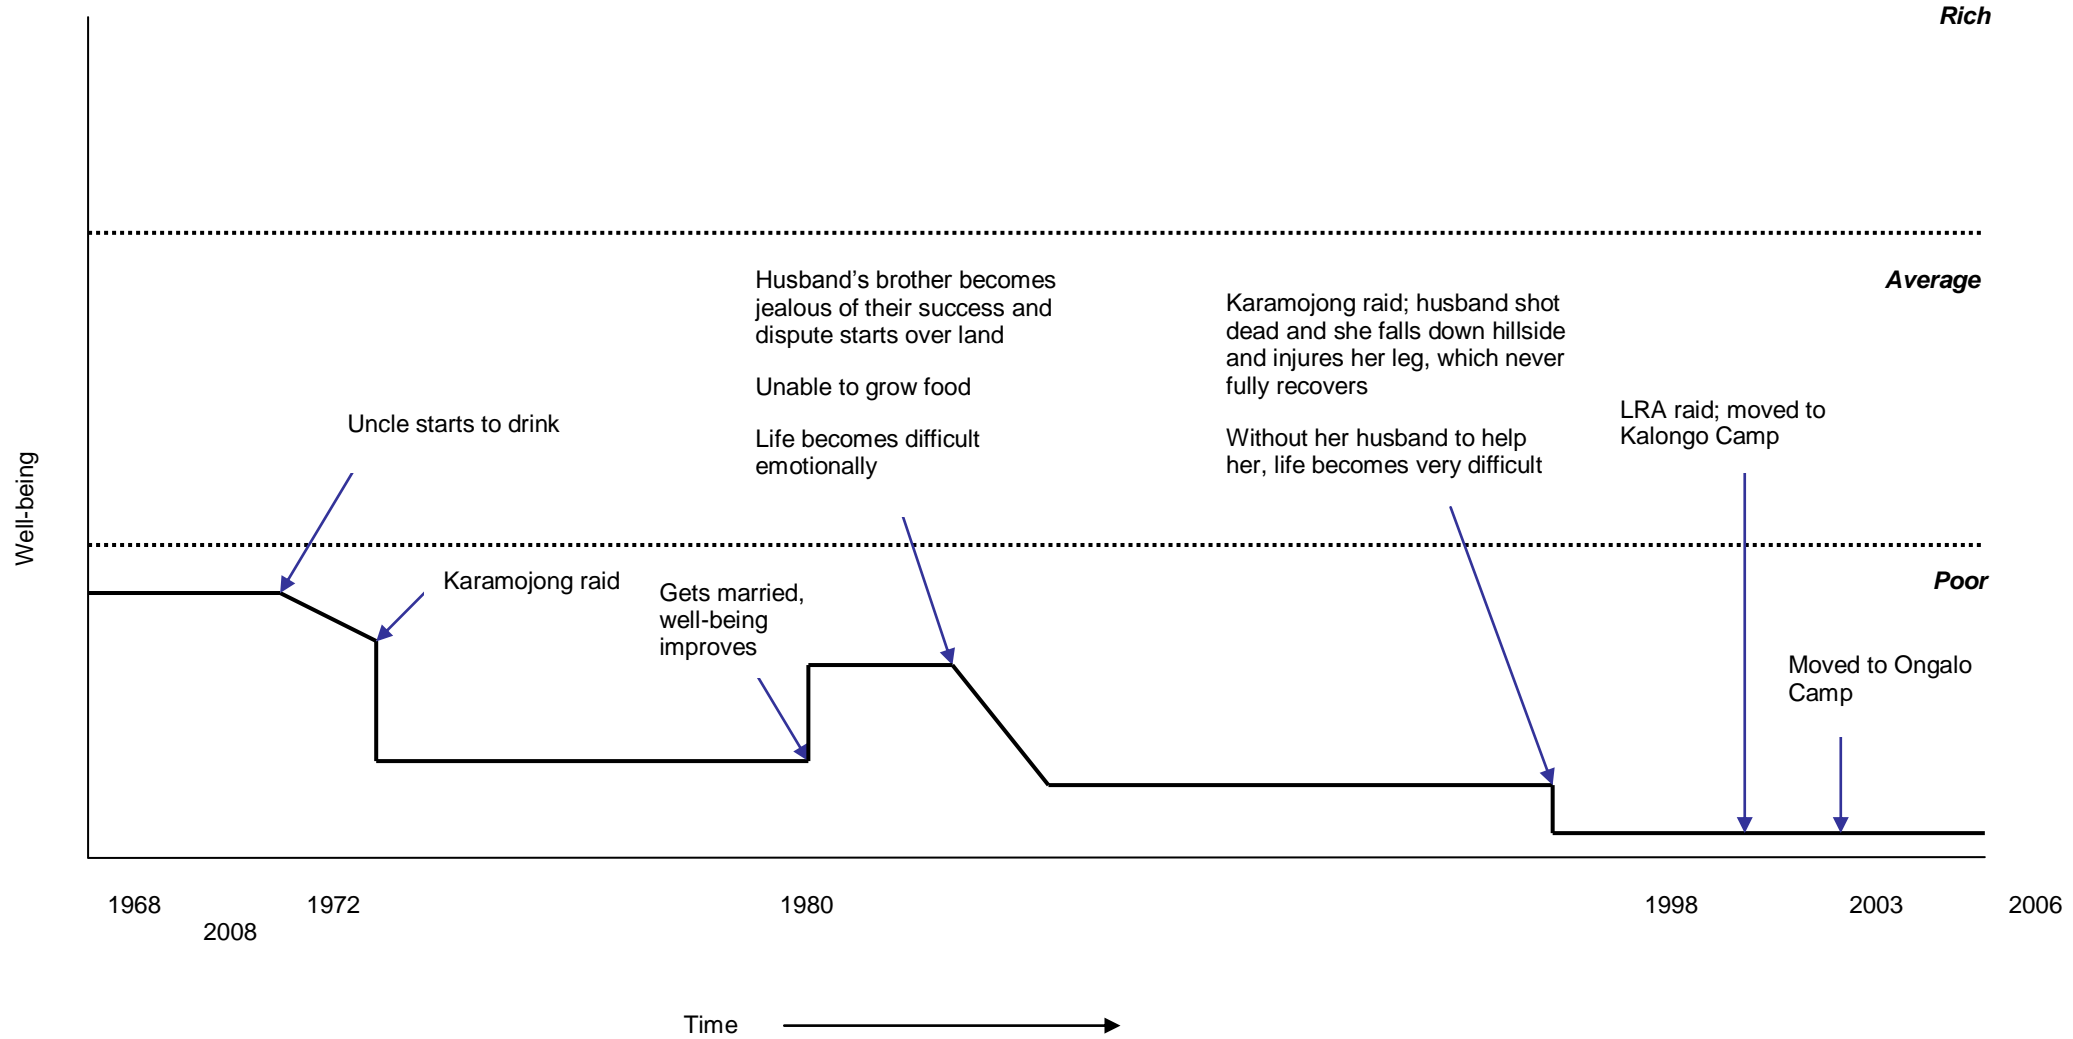 Rich
Husband’s brother becomes
jealous of their success and
dispute starts over land
Unable to grow food
Life becomes difficult
emotionally
Average
Karamojong raid; husband shot
dead and she falls down hillside
and injures her leg, which never
fully recovers
Without her husband to help
her, life becomes very difficult
Uncle starts to drink
LRA raid; moved to
Kalongo Camp
Well-being
Karamojong raid
Gets married,
well-being
improves
Poor
Moved to Ongalo
Camp
1968 1972 1980 1998 2003 2006
2008
Time